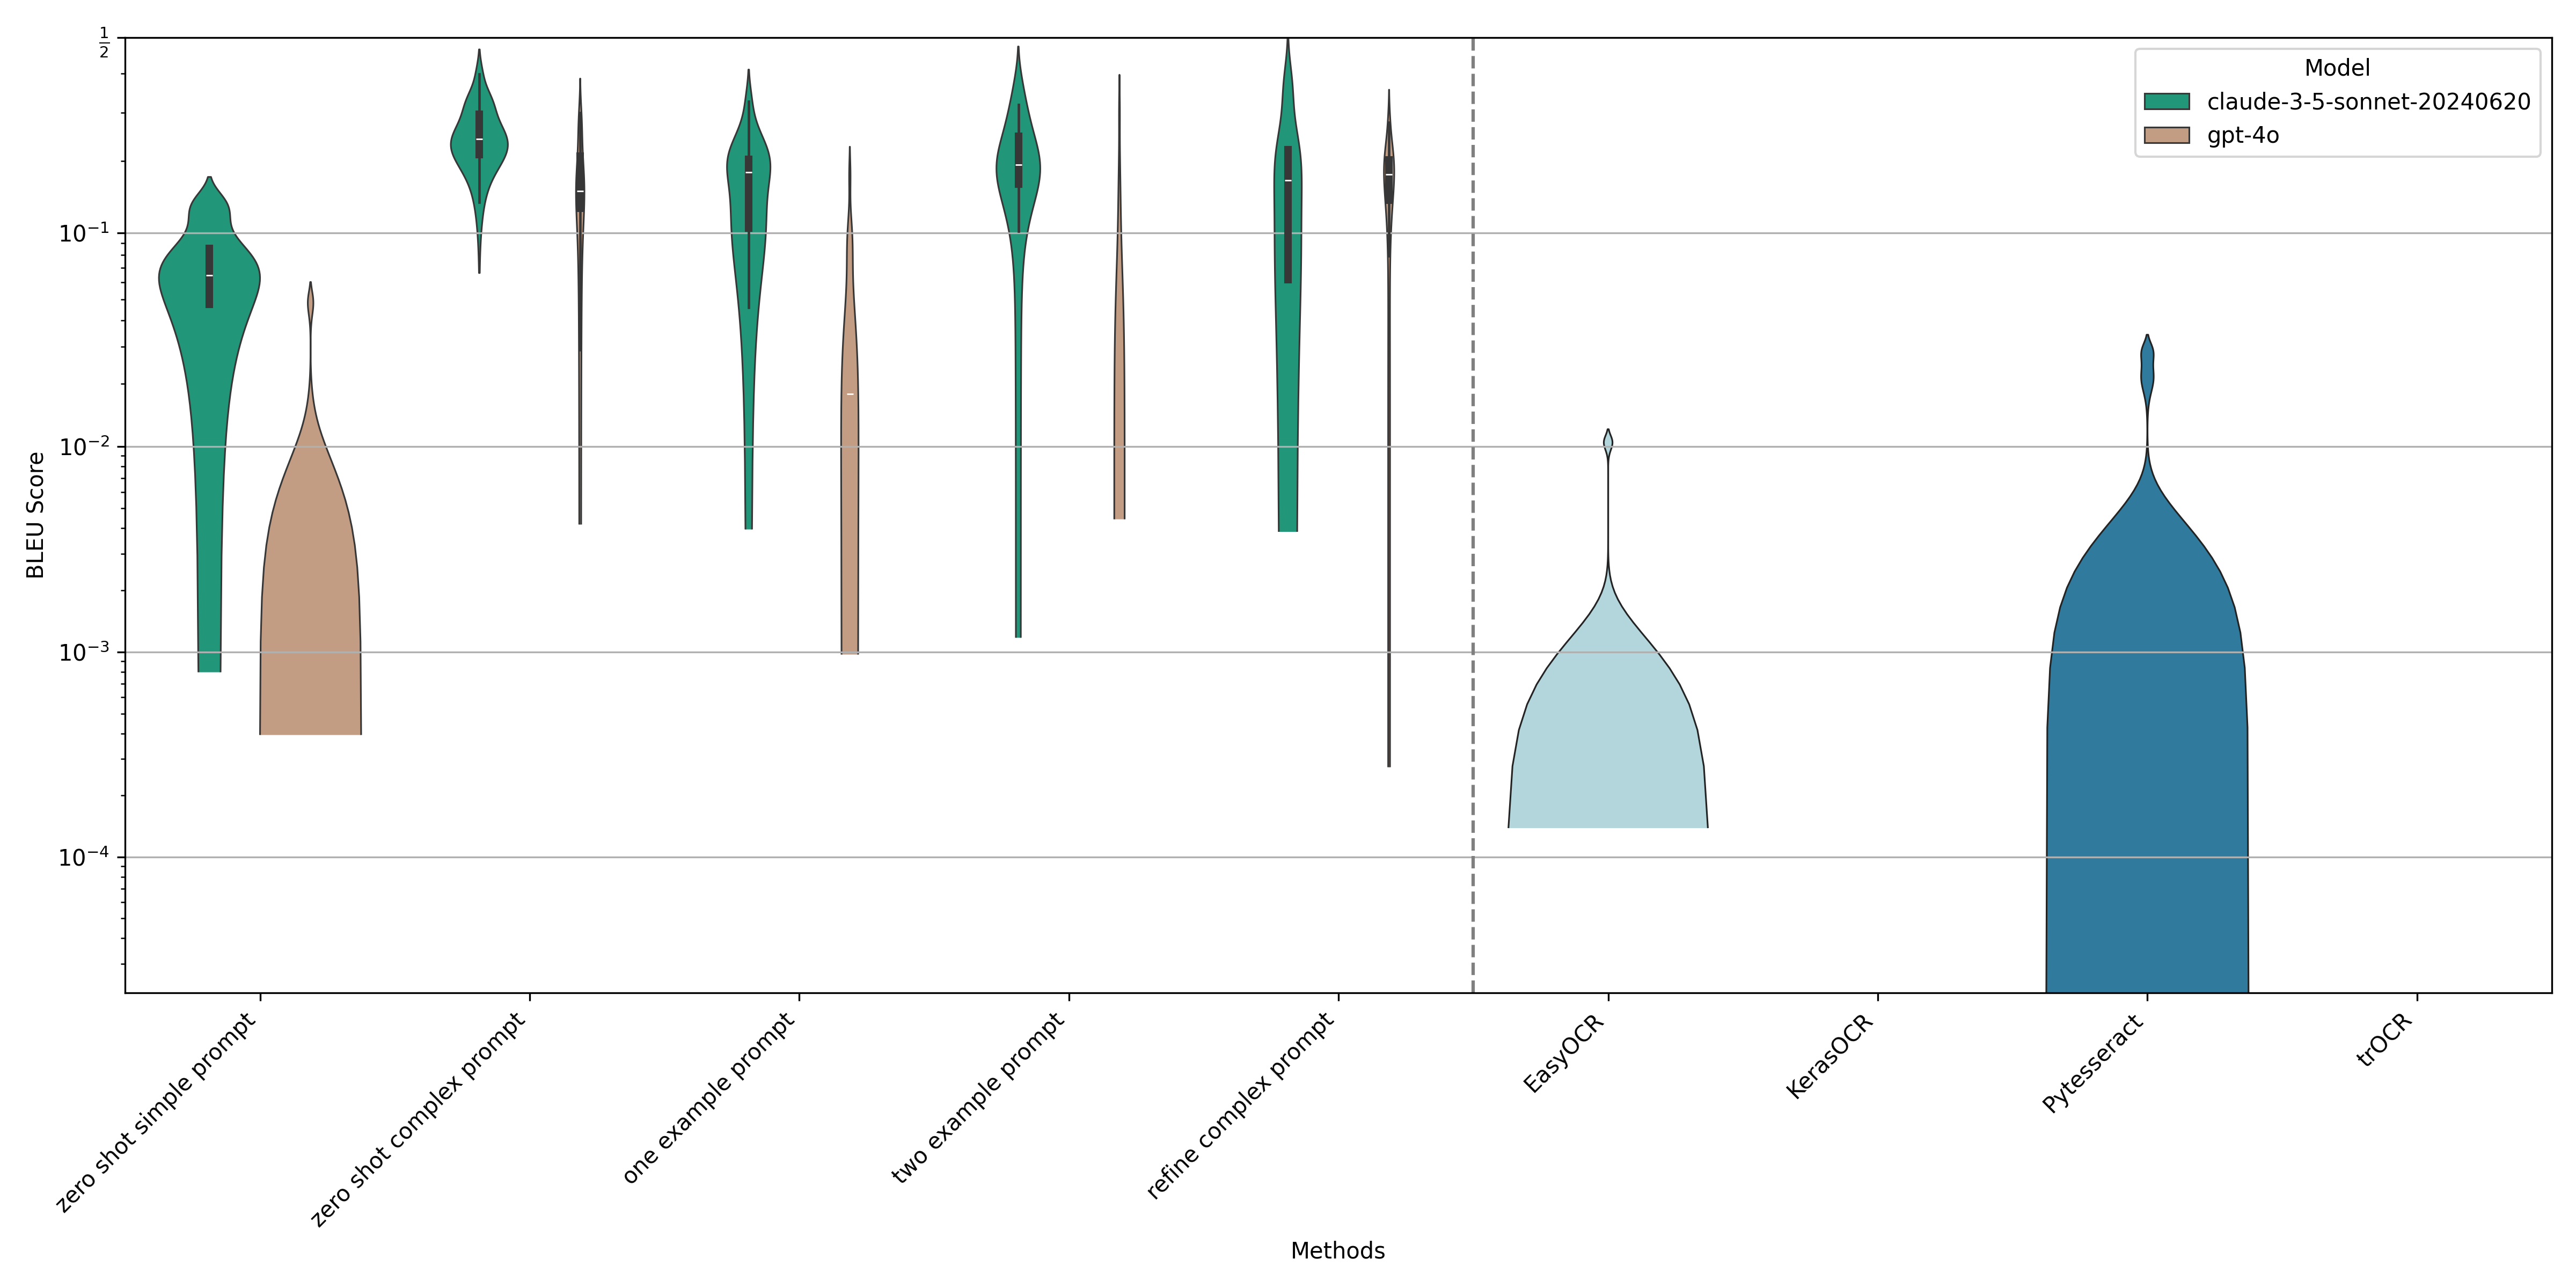 1
2
10−1
10−2
10−3
10−4
BLEU Score
Model
claude-3-5-sonnet-20240620
gpt-4o
zero shot simple prompt
zero shot complex prompt
one example prompt
two example prompt
refine complex prompt
EasyOCR
KerasOCR
Pytesseract
trOCR
Methods